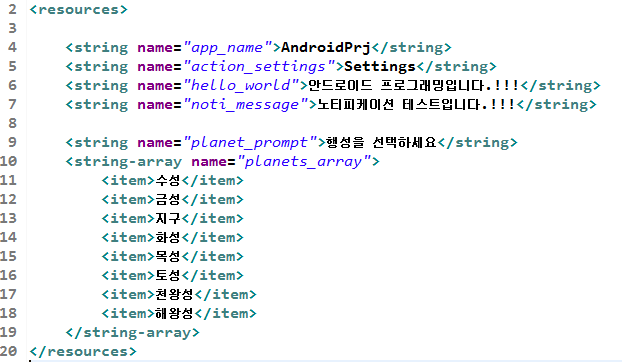 2 <resources>
3
4 <string name="app_name">AndroidPrj</string>
5 <string name="action_settings">Settings</string>
6 <string name="hello_world">안드로이드 프로그래밍입니다.!!!</string>
7 <string name="noti_message">노티피케이션 테스트입니다.!!!</string>
8
9 <string name="planet_prompt">행성을 선택하세요</string>
10 <string-array name="planets_array">
11 <item>수성</item>
12 <item>금성</item>
13 <item>지구</item>
14 <item>화성</item>
15 <item>목성</item>
16 <item>토성</item>
17 <item>천왕성</item>
18 <item>해왕성</item>
19 </string-array>
20 </resources>